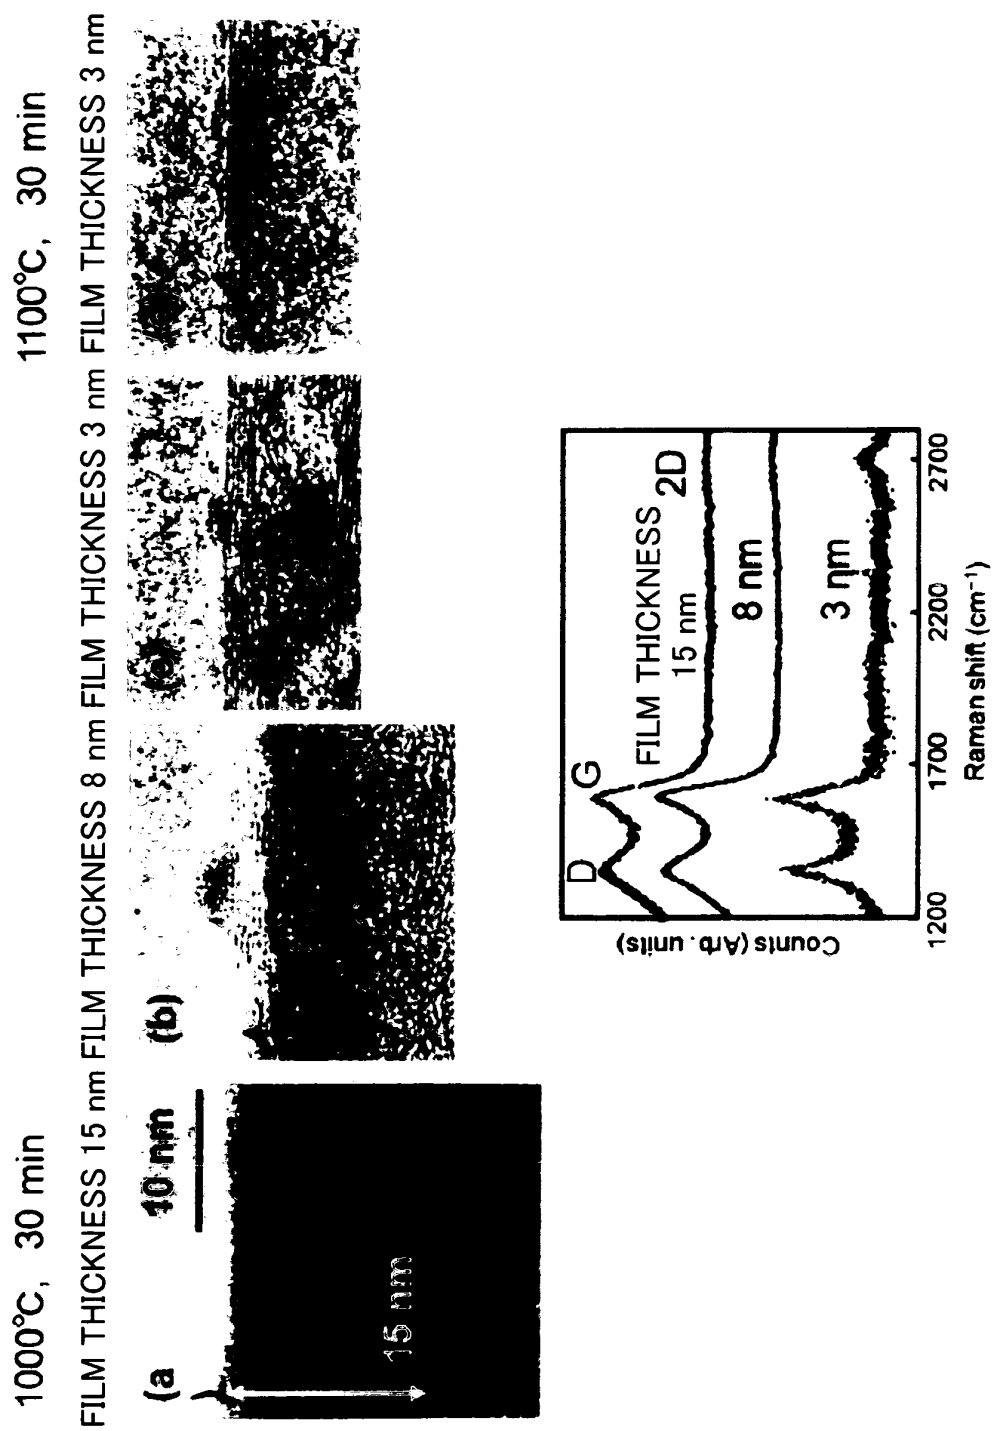 1000°C, 30 min
1100°C, 30 min
FILM THICKNESS 15 nm FILM THICKNESS 8 nm FILM THICKNESS 3 nm FILM THICKNESS 3 nm
(a
10 nm
15 nm
(b)
(c)
D
G
FILM THICKNESS
15 nm
2D
8 nm
3 nm
Counts (Arb. units)
1200
1700
2200
2700
Raman shift (cm⁻¹)